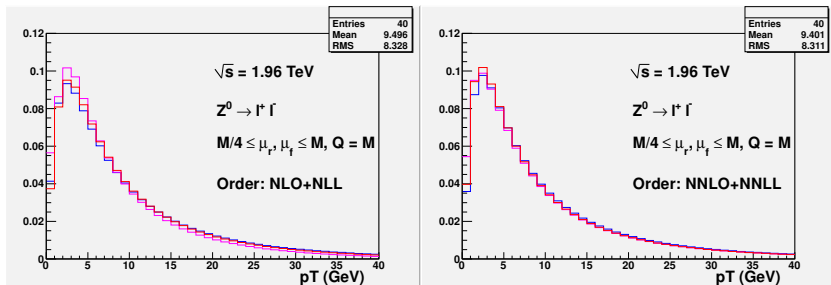 Entries 40
Mean 9.496
RMS 8.328
0.12
0.1
0.08
0.06
0.04
0.02
0
√s = 1.96 TeV
Z⁰ → l⁺ l⁻
M/4 ≤ μr, μf ≤ M, Q = M
Order: NLO+NLL
0 5 10 15 20 25 30 35 40
pT (GeV)
Entries 40
Mean 9.401
RMS 8.311
0.12
0.1
0.08
0.06
0.04
0.02
0
√s = 1.96 TeV
Z⁰ → l⁺ l⁻
M/4 ≤ μr, μf ≤ M, Q = M
Order: NNLO+NNLL
0 5 10 15 20 25 30 35 40
pT (GeV)